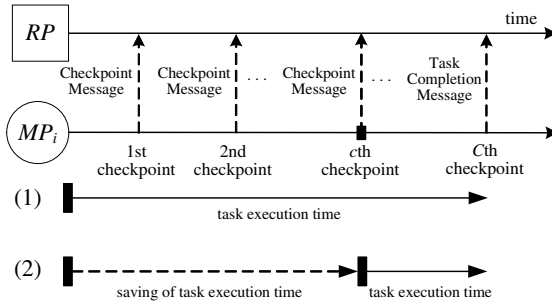 RP
time
Checkpoint Message
Checkpoint Message
. . .
Checkpoint Message
. . .
Task Completion Message
MPi
1st checkpoint
2nd checkpoint
cth checkpoint
Cth checkpoint
(1)
task execution time
(2)
saving of task execution time
task execution time